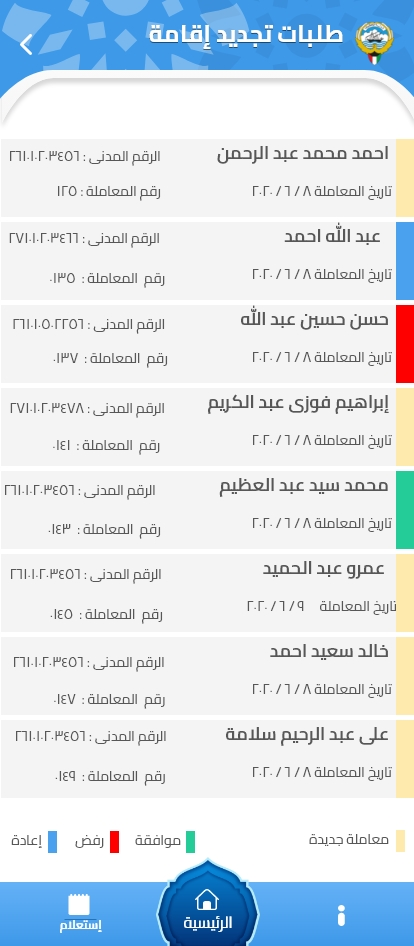 طلبات تجديد إقامة
احمد محمد عبد الرحمن
الرقم المدنى : ٢٦١٠١٠٢٠٣٤٥٦
تاريخ المعاملة ٨ / ٦ / ٢٠٢٠
رقم المعاملة : ١٢٥
عبد الله احمد
الرقم المدنى : ٢٧١٠١٠٢٠٣٤٦٦
تاريخ المعاملة ٨ / ٦ / ٢٠٢٠
رقم المعاملة : ٠١٣٥
حسن حسين عبد الله
الرقم المدنى : ٢٦١٠١٠٥٠٢٢٥٦
تاريخ المعاملة ٨ / ٦ / ٢٠٢٠
رقم المعاملة : ٠١٣٧
إبراهيم فوزى عبد الكريم
الرقم المدنى : ٢٧١٠١٠٢٠٣٤٧٨
تاريخ المعاملة ٨ / ٦ / ٢٠٢٠
رقم المعاملة : ٠١٤١
محمد سيد عبد العظيم
الرقم المدنى : ٢٦١٠١٠٢٠٣٤٥٦
تاريخ المعاملة ٨ / ٦ / ٢٠٢٠
رقم المعاملة : ٠١٤٣
عمرو عبد الحميد
الرقم المدنى : ٢٦١٠١٠٢٠٣٤٥٦
تاريخ المعاملة ٩ / ٦ / ٢٠٢٠
رقم المعاملة : ٠١٤٥
خالد سعيد احمد
الرقم المدنى : ٢٦١٠١٠٢٠٣٤٥٦
تاريخ المعاملة ٨ / ٦ / ٢٠٢٠
رقم المعاملة : ٠١٤٧
على عبد الرحيم سلامة
الرقم المدنى : ٢٦١٠١٠٢٠٣٤٥٦
تاريخ المعاملة ٨ / ٦ / ٢٠٢٠
رقم المعاملة : ٠١٤٩
معاملة جديدة
موافقة
رفض
إعادة
الرئيسية
إستعلام